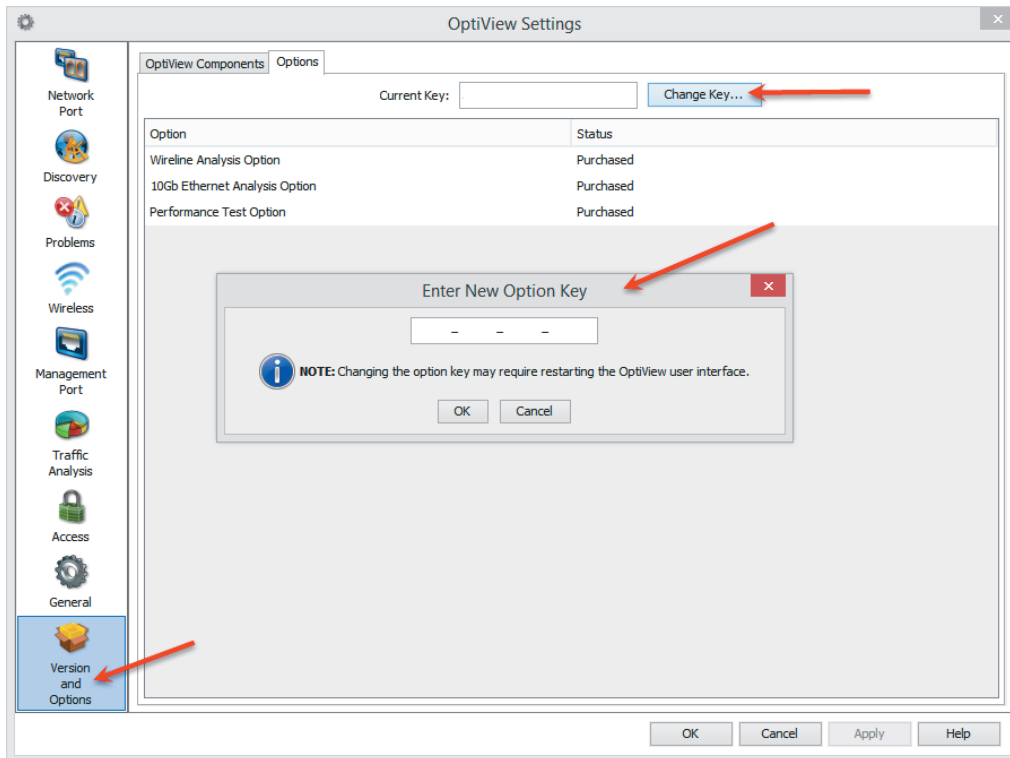 OptiView Settings
Network
Port
Discovery
Problems
Wireless
Management
Port
Traffic
Analysis
Access
General
Version
and
Options
OptiView Components Options
Current Key: Change Key...
Option Status
Wireline Analysis Option Purchased
10Gb Ethernet Analysis Option Purchased
Performance Test Option Purchased
Enter New Option Key
- - -
NOTE: Changing the option key may require restarting the OptiView user interface.
OK Cancel
OK Cancel Apply Help